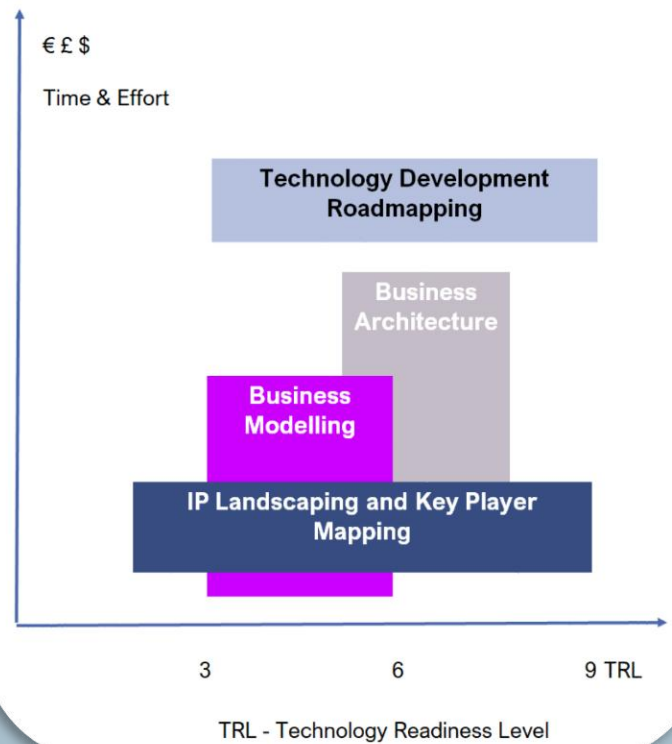 € £ $
Time & Effort
Technology Development
Roadmapping
Business
Architecture
Business
Modelling
IP Landscaping and Key Player
Mapping
3 6 9 TRL
TRL - Technology Readiness Level